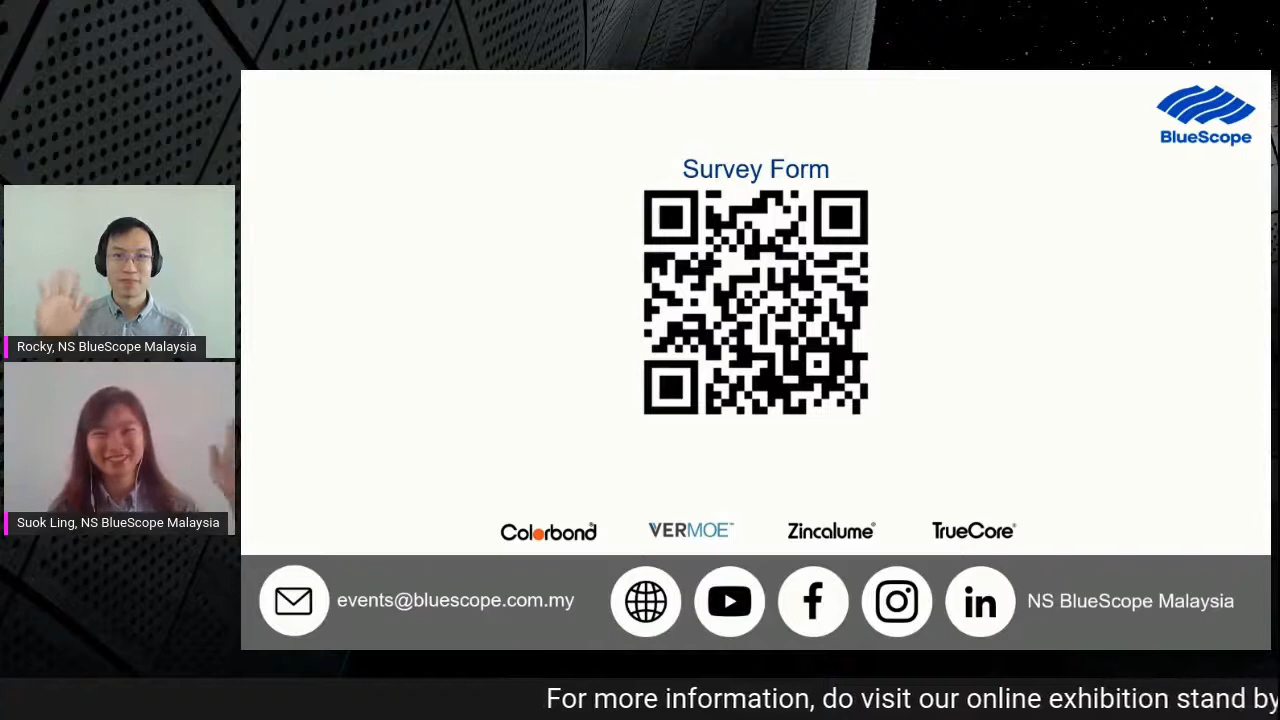 BlueScope
Survey Form
Rocky, NS BlueScope Malaysia
Suok Ling, NS BlueScope Malaysia
Colorbond®
VERMOE™
Zincalume®
TrueCore®
events@bluescope.com.my
NS BlueScope Malaysia
For more information, do visit our online exhibition stand by